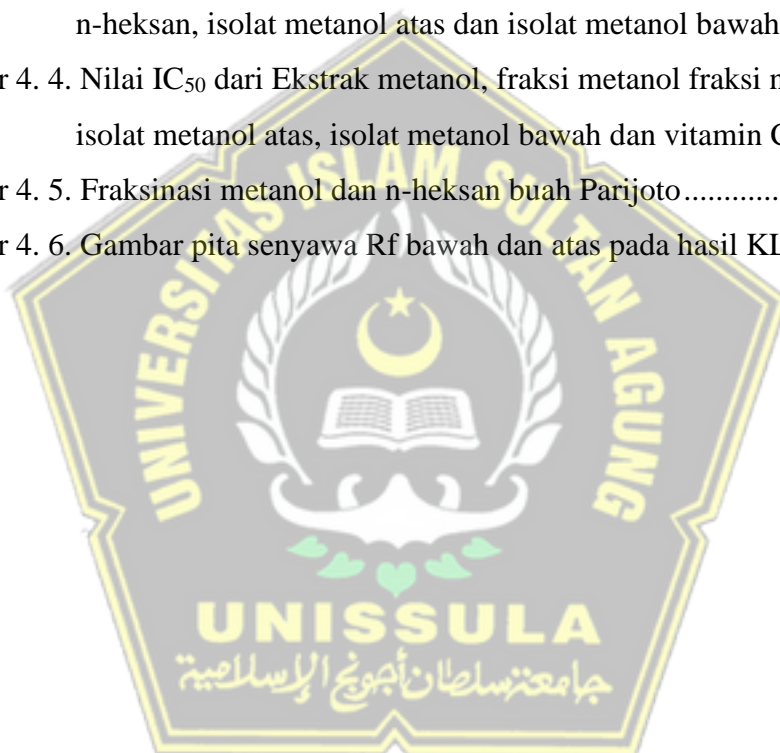 n-heksan, isolat metanol atas dan isolat metanol bawah
r 4. 4. Nilai IC₅₀ dari Ekstrak metanol, fraksi metanol fraksi
isolat metanol atas, isolat metanol bawah dan vitamin
r 4. 5. Fraksinasi metanol dan n-heksan buah Parijoto.............
r 4. 6. Gambar pita senyawa Rf bawah dan atas pada hasil
UNIVERSITAS ISLAM SULTAN AGUNG
UNISSULA
جامعة سلطان أجونج الإسلامية